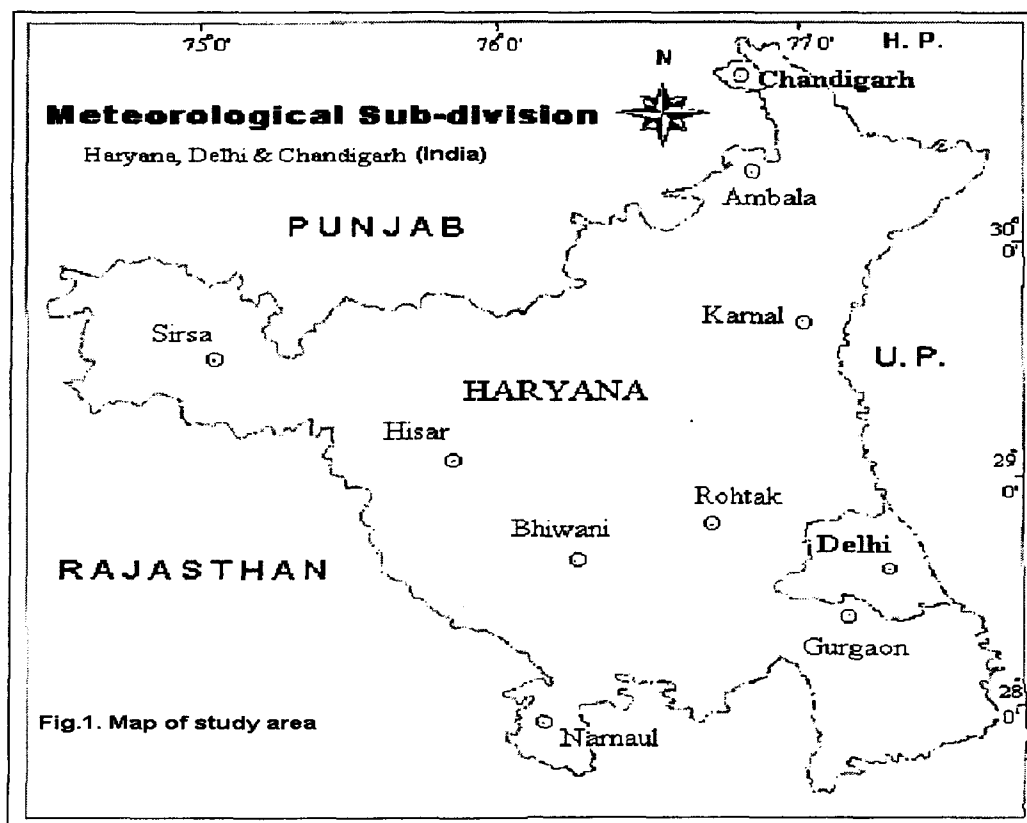 75°0'
76°0'
77°0'
H. P.
N
Chandigarh
Meteorological Sub-division
Haryana, Delhi & Chandigarh (India)
Ambala
PUNJAB
30°
0'
Karnal
Sirsa
U. P.
HARYANA
Hisar
29°
0'
Rohtak
Bhiwani
Delhi
RAJASTHAN
Gurgaon
28°
0'
Fig.1. Map of study area
Narnaul